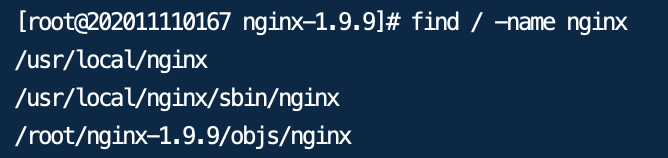 [root@202011110167 nginx-1.9.9]# find / -name nginx
/usr/local/nginx
/usr/local/nginx/sbin/nginx
/root/nginx-1.9.9/objs/nginx